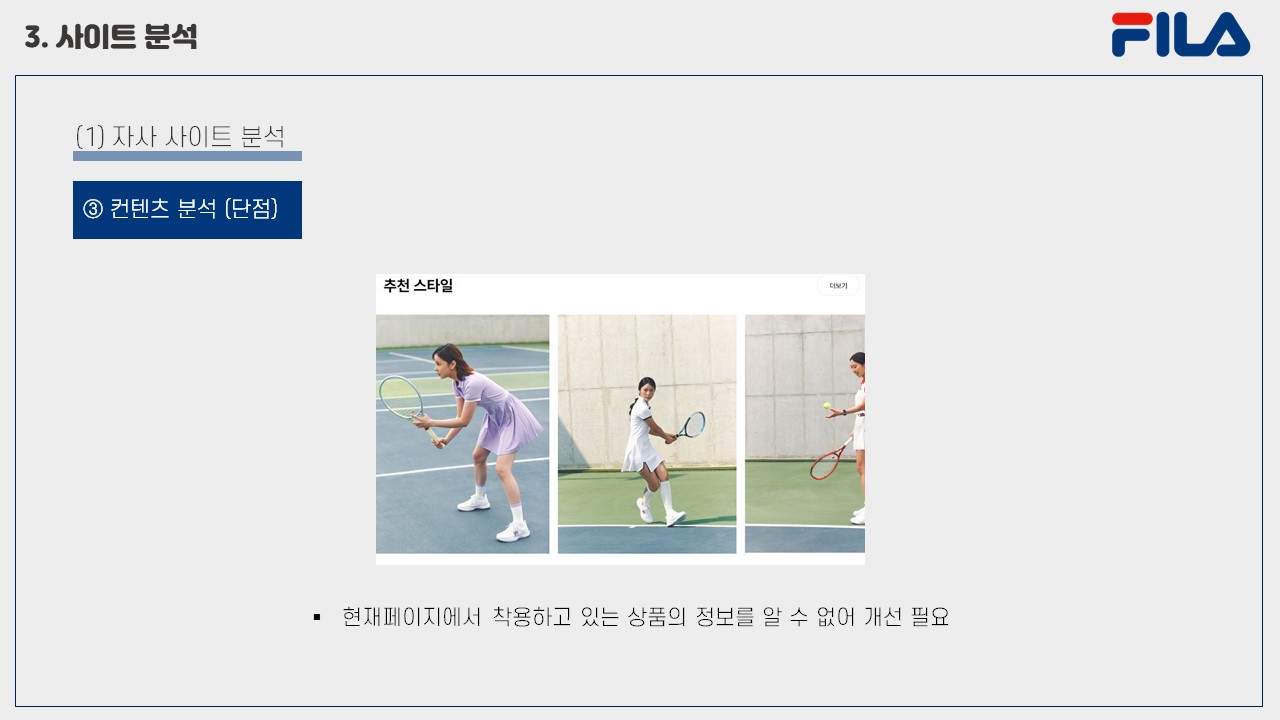 3. 사이트 분석
FILA
(1) 자사 사이트 분석
③ 컨텐츠 분석 (단점)
추천 스타일
더보기
▪ 현재페이지에서 착용하고 있는 상품의 정보를 알 수 없어 개선 필요